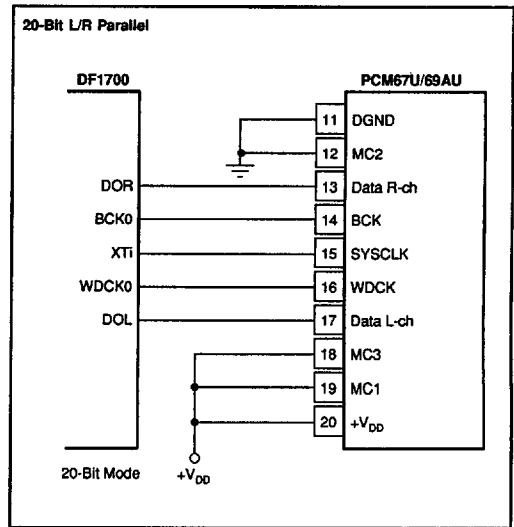 20-Bit L/R Parallel
DF1700
PCM67U/69AU
11 DGND
12 MC2
DOR 13 Data R-ch
BCK0 14 BCK
XTi 15 SYSCLK
WDCK0 16 WDCK
DOL 17 Data L-ch
18 MC3
19 MC1
20 +VDD
20-Bit Mode
+VDD